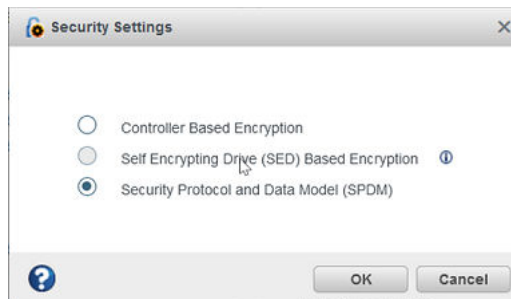 Security Settings
Controller Based Encryption
Self Encrypting Drive (SED) Based Encryption
Security Protocol and Data Model (SPDM)
OK Cancel